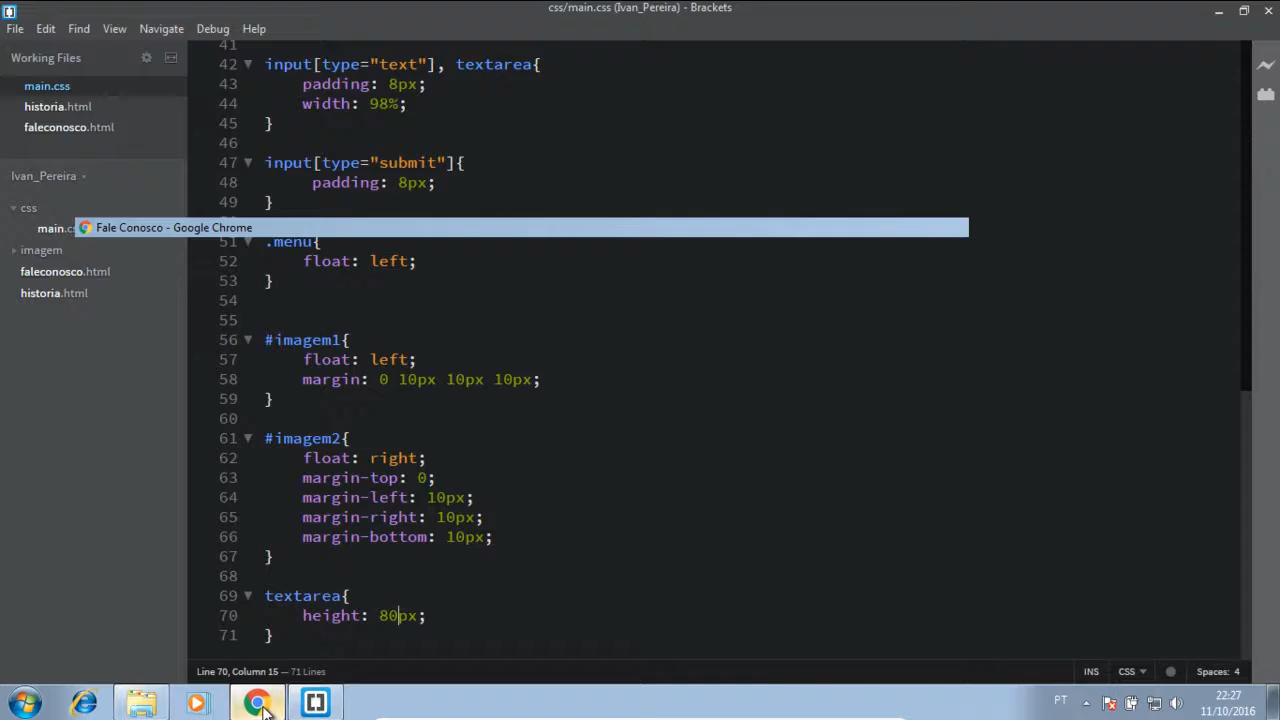 css/main.css (Ivan_Pereira) - Brackets
File Edit Find View Navigate Debug Help
Working Files
main.css
historia.html
faleconosco.html
Ivan_Pereira
css
main.cs
imagem
faleconosco.html
historia.html
Fale Conosco - Google Chrome
41
42 input[type="text"], textarea{
43 padding: 8px;
44 width: 98%;
45 }
46
47 input[type="submit"]{
48 padding: 8px;
49 }
51 .menu{
52 float: left;
53 }
54
55
56 #imagem1{
57 float: left;
58 margin: 0 10px 10px 10px;
59 }
60
61 #imagem2{
62 float: right;
63 margin-top: 0;
64 margin-left: 10px;
65 margin-right: 10px;
66 margin-bottom: 10px;
67 }
68
69 textarea{
70 height: 80px;
71 }
Line 70, Column 15 — 71 Lines
INS CSS Spaces: 4
PT
22:27
11/10/2016